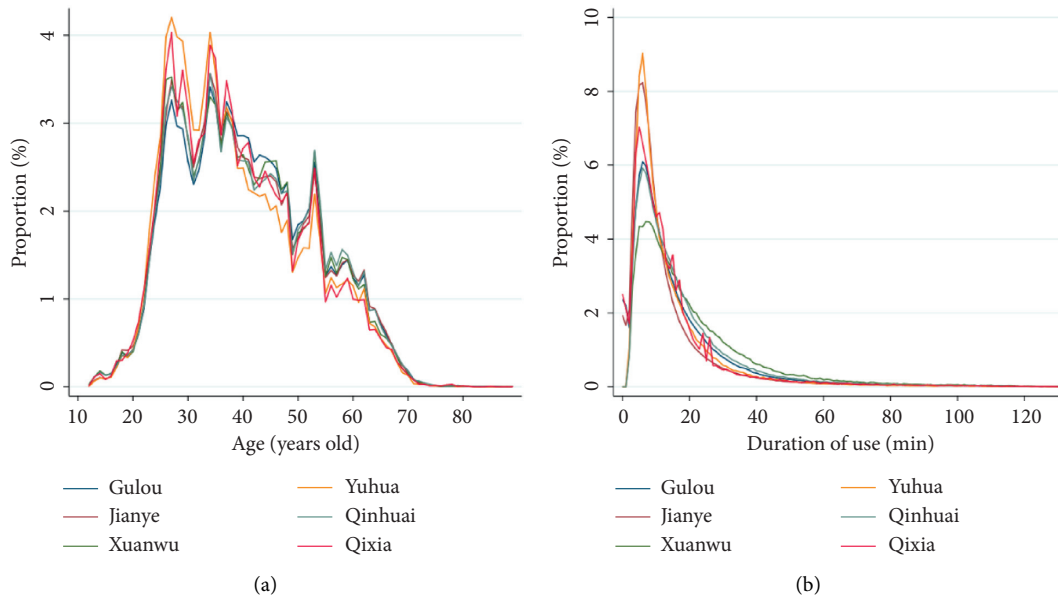 4
3
2
1
0
Proportion (%)
10 20 30 40 50 60 70 80
Age (years old)
Gulou Yuhua
Jianye Qinhuai
Xuanwu Qixia
(a)
10
8
6
4
2
0
Proportion (%)
0 20 40 60 80 100 120
Duration of use (min)
Gulou Yuhua
Jianye Qinhuai
Xuanwu Qixia
(b)